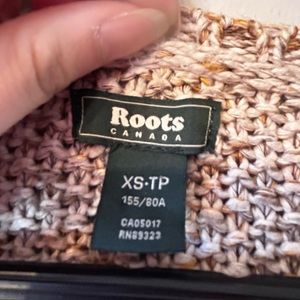 Roots
CANADA
XS·TP
155/80A
CA05017
RN89323